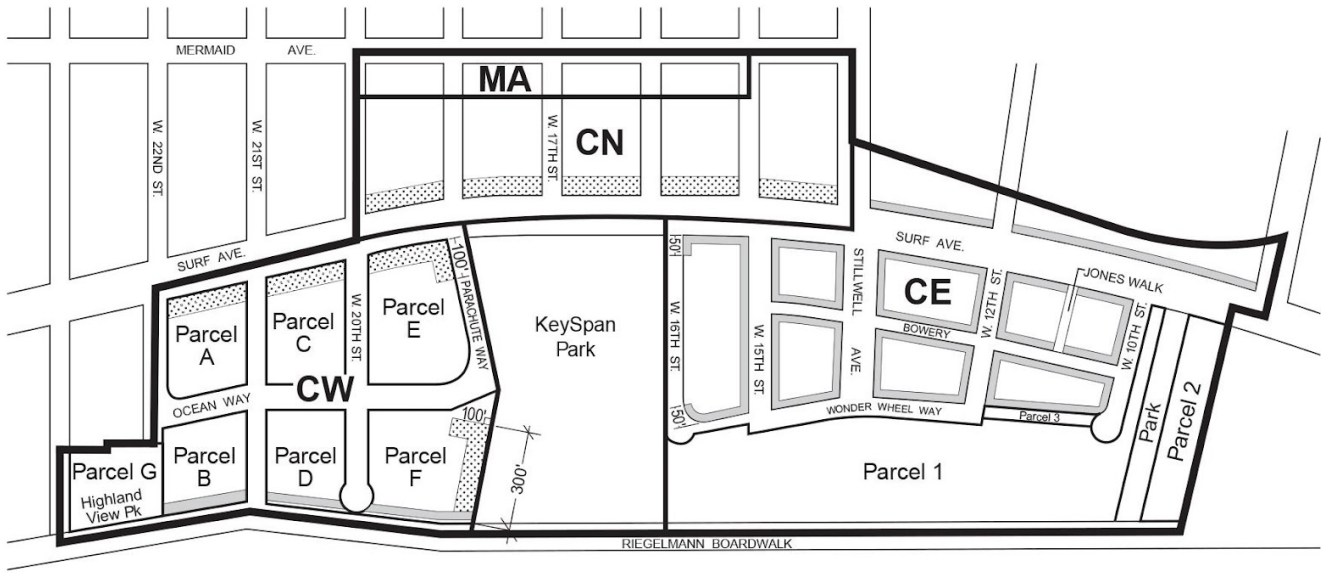 MERMAID AVE.
MA
W. 22ND ST.
W. 21ST ST.
W. 17TH ST.
CN
SURF AVE.
SURF AVE.
50'
100'
PARACHUTE WAY
STILLWELL
AVE.
JONES WALK
CE
W. 12TH ST.
W. 10TH ST.
Parcel
A
Parcel
C
W. 20TH ST.
Parcel
E
KeySpan
Park
W. 16TH ST.
W. 15TH ST.
BOWERY
CW
OCEAN WAY
100'
50'
WONDER WHEEL WAY
Parcel 3
Park
Parcel 2
Parcel G
Highland
View Pk
Parcel
B
Parcel
D
Parcel
F
300'
Parcel 1
RIEGELMANN BOARDWALK